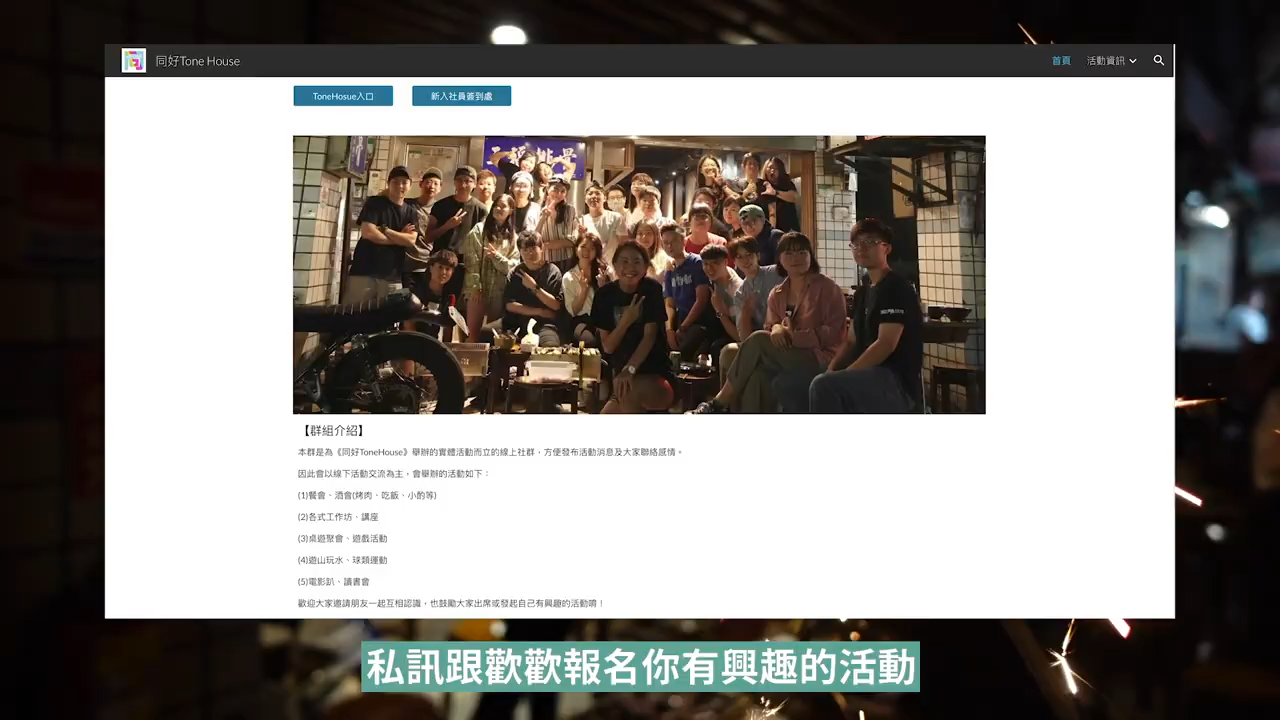 同好Tone House
首頁
活動資訊
ToneHosue入口
新入社員簽到處
【群組介紹】
本群是為《同好ToneHouse》舉辦的實體活動而立的線上社群，方便發布活動消息及大家聯絡感情。
因此會以線下活動交流為主，會舉辦的活動如下：
(1)餐會、酒會(烤肉、吃飯、小酌等)
(2)各式工作坊、講座
(3)桌遊聚會、遊戲活動
(4)遊山玩水、球類運動
(5)電影趴、讀書會
歡迎大家邀請朋友一起互相認識，也鼓勵大家出席或發起自己有興趣的活動唷！
私訊跟歡歡報名你有興趣的活動